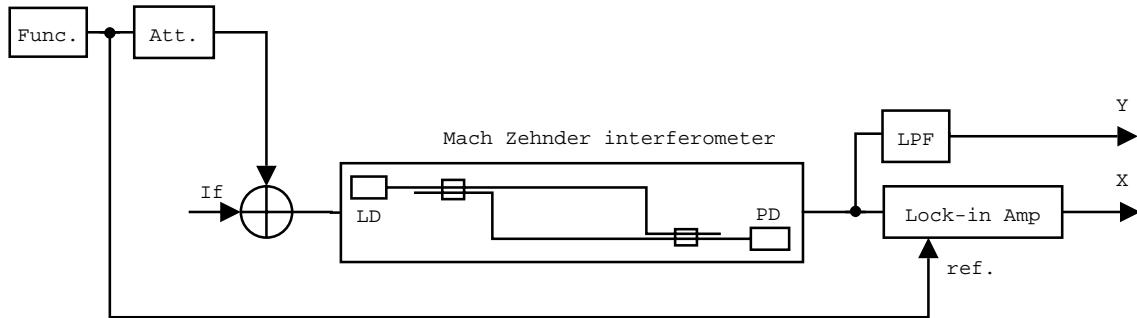 Func.
Att.
Y
Mach Zehnder interferometer
LPF
X
If
LD
PD
Lock-in Amp
ref.